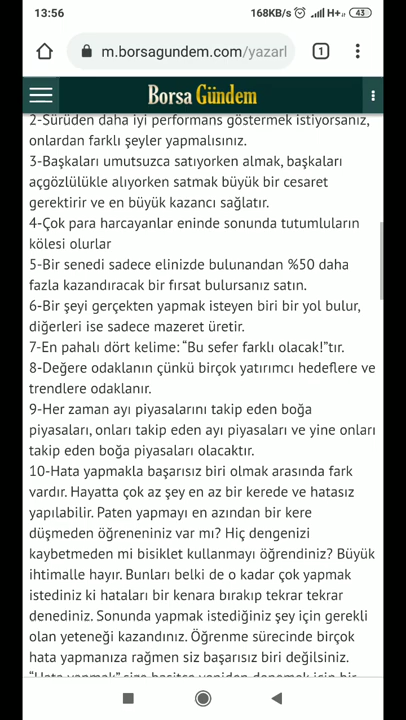 13:56
168KB/s H+ 43
m.borsagundem.com/yazarl
1
Borsa Gündem
2-Sürüden daha iyi performans göstermek istiyorsanız,
onlardan farklı şeyler yapmalısınız.
3-Başkaları umutsuzca satıyorken almak, başkaları
açgözlülükle alıyorken satmak büyük bir cesaret
gerektirir ve en büyük kazancı sağlatır.
4-Çok para harcayanlar eninde sonunda tutumluların
kölesi olurlar
5-Bir senedi sadece elinizde bulunandan %50 daha
fazla kazandıracak bir fırsat bulursanız satın.
6-Bir şeyi gerçekten yapmak isteyen biri bir yol bulur,
diğerleri ise sadece mazeret üretir.
7-En pahalı dört kelime: “Bu sefer farklı olacak!”tır.
8-Değere odaklanın çünkü birçok yatırımcı hedeflere ve
trendlere odaklanır.
9-Her zaman ayı piyasalarını takip eden boğa
piyasaları, onları takip eden ayı piyasaları ve yine onları
takip eden boğa piyasaları olacaktır.
10-Hata yapmakla başarısız biri olmak arasında fark
vardır. Hayatta çok az şey en az bir kerede ve hatasız
yapılabilir. Paten yapmayı en azından bir kere
düşmeden öğreneniniz var mı? Hiç dengenizi
kaybetmeden mi bisiklet kullanmayı öğrendiniz? Büyük
ihtimalle hayır. Bunları belki de o kadar çok yapmak
istediniz ki hataları bir kenara bırakıp tekrar tekrar
denediniz. Sonunda yapmak istediğiniz şey için gerekli
olan yeteneği kazandınız. Öğrenme sürecinde birçok
hata yapmanıza rağmen siz başarısız biri değilsiniz.
“Hata yapmak” size basitçe yeniden denemek için bir